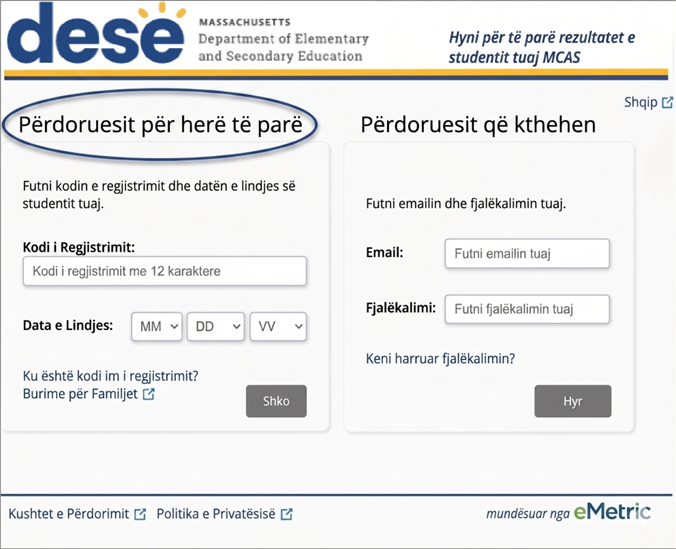 dese
MASSACHUSETTS
Department of Elementary
and Secondary Education
Hyni për të parë rezultatet e
studentit tuaj MCAS
Shqip
Përdoruesit për herë të parë
Futni kodin e regjistrimit dhe datën e lindjes së
studentit tuaj.
Kodi i Regjistrimit:
Kodi i regjistrimit me 12 karaktere
Data e Lindjes:
MM
DD
VV
Ku është kodi im i regjistrimit?
Burime për Familjet
Shko
Përdoruesit që kthehen
Futni emailin dhe fjalëkalimin tuaj.
Email:
Futni emailin tuaj
Fjalëkalimi:
Futni fjalëkalimin tuaj
Keni harruar fjalëkalimin?
Hyr
Kushtet e Përdorimit
Politika e Privatësisë
mundësuar nga eMetric